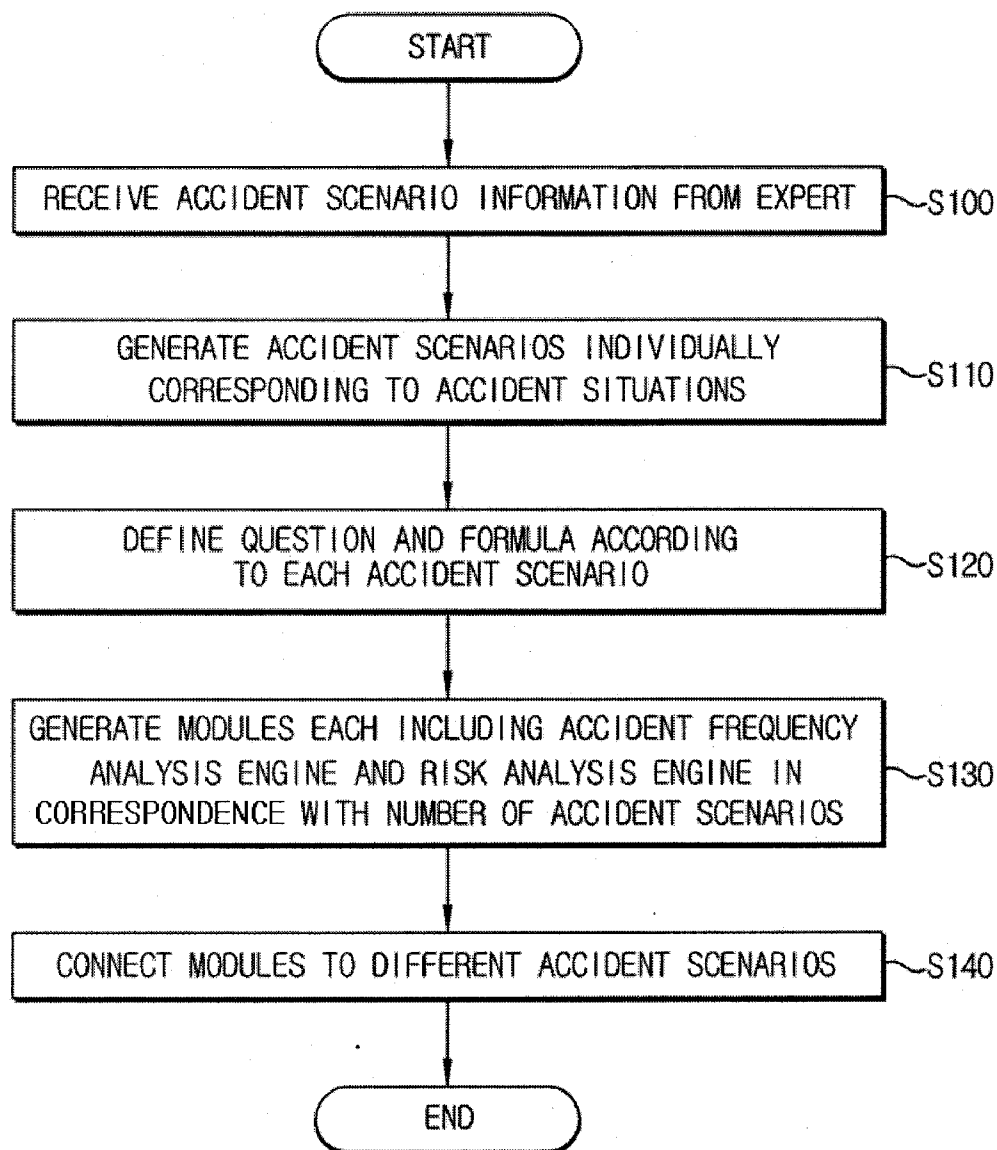 START
RECEIVE ACCIDENT SCENARIO INFORMATION FROM EXPERT
S100
GENERATE ACCIDENT SCENARIOS INDIVIDUALLY
CORRESPONDING TO ACCIDENT SITUATIONS
S110
DEFINE QUESTION AND FORMULA ACCORDING
TO EACH ACCIDENT SCENARIO
S120
GENERATE MODULES EACH INCLUDING ACCIDENT FREQUENCY
ANALYSIS ENGINE AND RISK ANALYSIS ENGINE IN
CORRESPONDENCE WITH NUMBER OF ACCIDENT SCENARIOS
S130
CONNECT MODULES TO DIFFERENT ACCIDENT SCENARIOS
S140
END